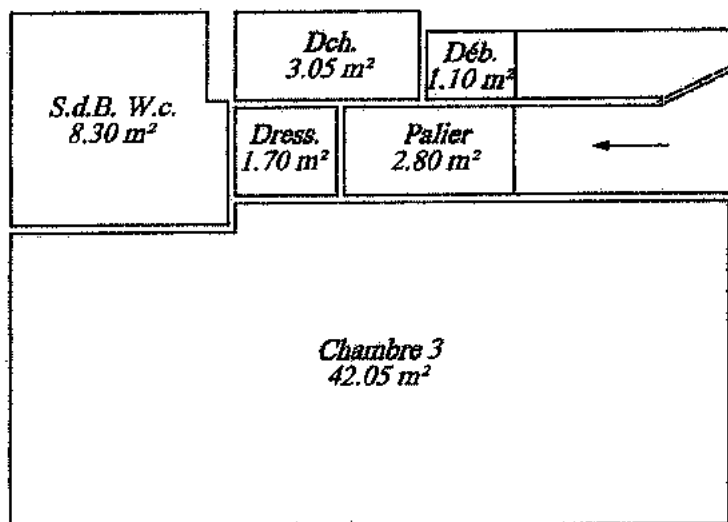 Dch.
3.05 m²
Déb.
1.10 m²
S.d.B. W.c.
8.30 m²
Dress.
1.70 m²
Palier
2.80 m²
Chambre 3
42.05 m²